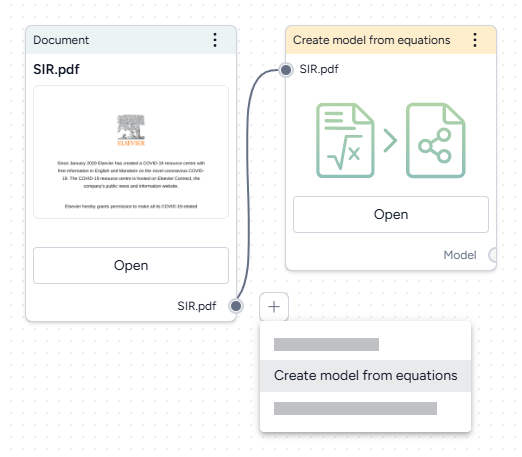 Document
SIR.pdf
ELSEVIER
Since January 2020 Elsevier has created a COVID-19 resource centre with
free information in English and Mandarin on the novel coronavirus COVID-
19. The COVID-19 resource centre is hosted on Elsevier Connect, the
company's public news and information website.
Elsevier hereby grants permission to make all its COVID-19-related
Open
SIR.pdf
Create model from equations
SIR.pdf
√x
Open
Model
+
Create model from equations